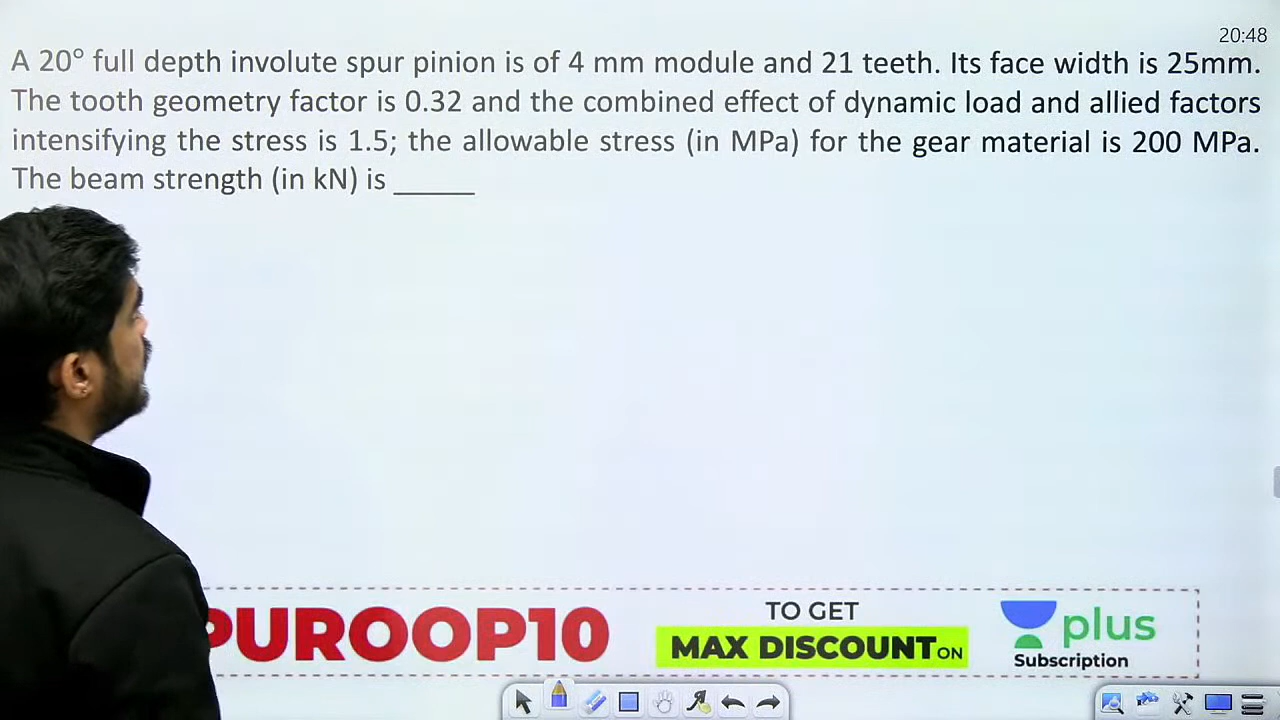 20:48
A 20° full depth involute spur pinion is of 4 mm module and 21 teeth. Its face width is 25mm.
The tooth geometry factor is 0.32 and the combined effect of dynamic load and allied factors
intensifying the stress is 1.5; the allowable stress (in MPa) for the gear material is 200 MPa.
The beam strength (in kN) is ______
PUROOP10
TO GET
MAX DISCOUNT ON
plus
Subscription